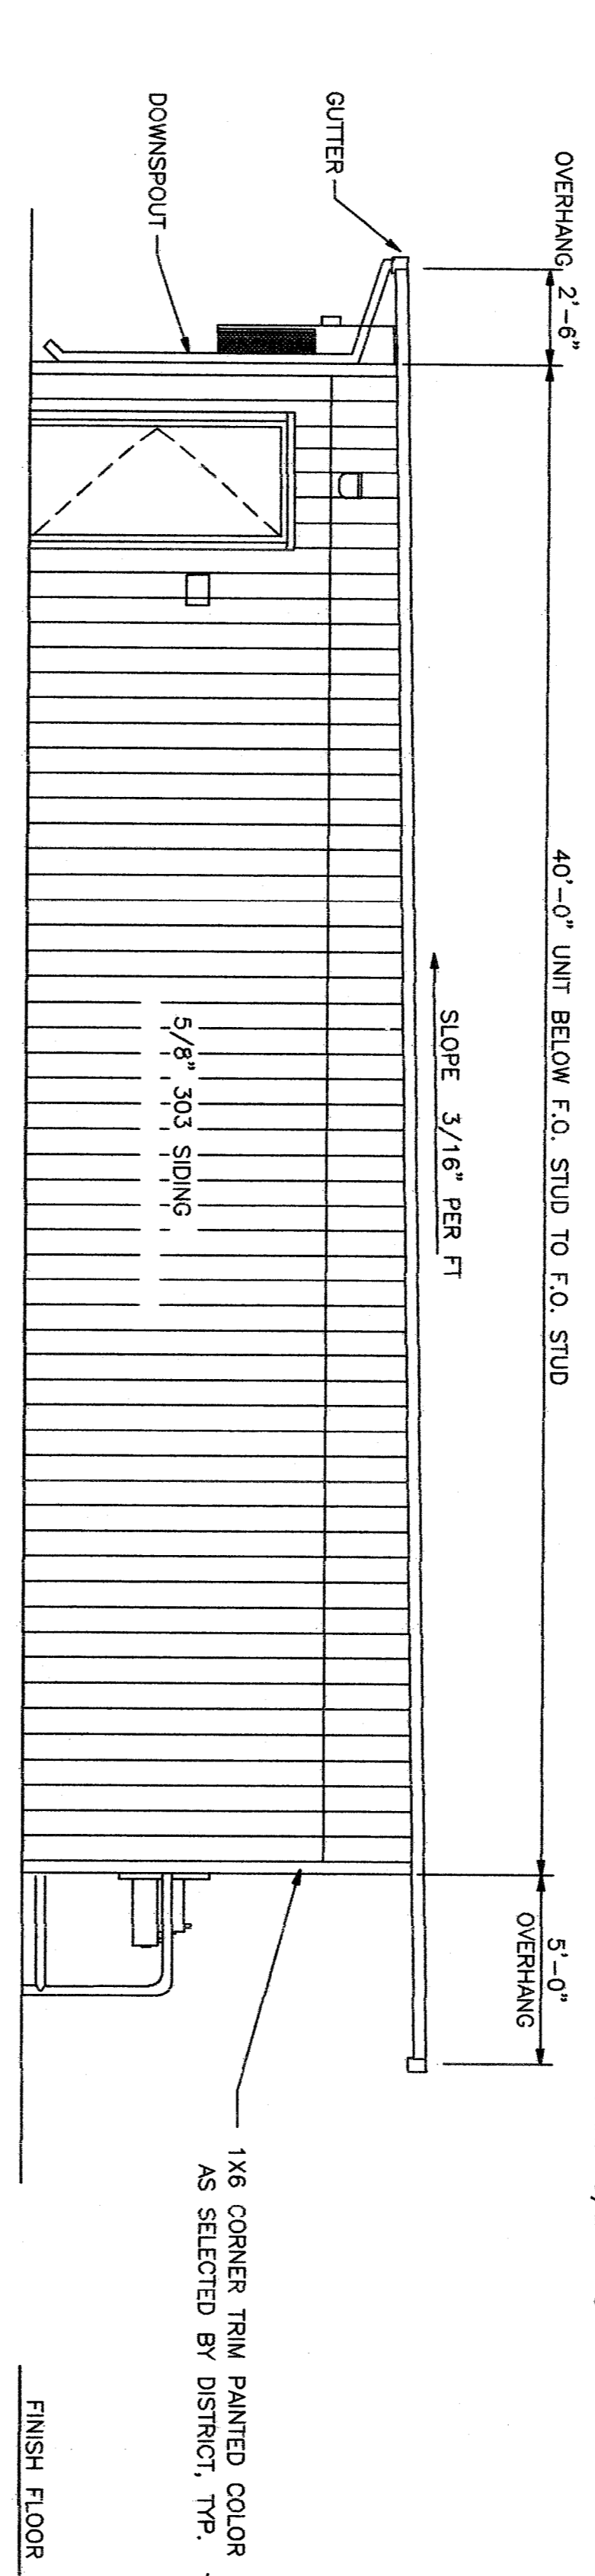 OVERHANG 2'-6"
40'-0" UNIT BELOW F.O. STUD TO F.O. STUD
5'-0"
OVERHANG
GUTTER
SLOPE 3/16" PER FT
DOWNSPOUT
5/8" 303 SIDING
1X6 CORNER TRIM PAINTED COLOR
AS SELECTED BY DISTRICT, TYP.
FINISH FLOOR